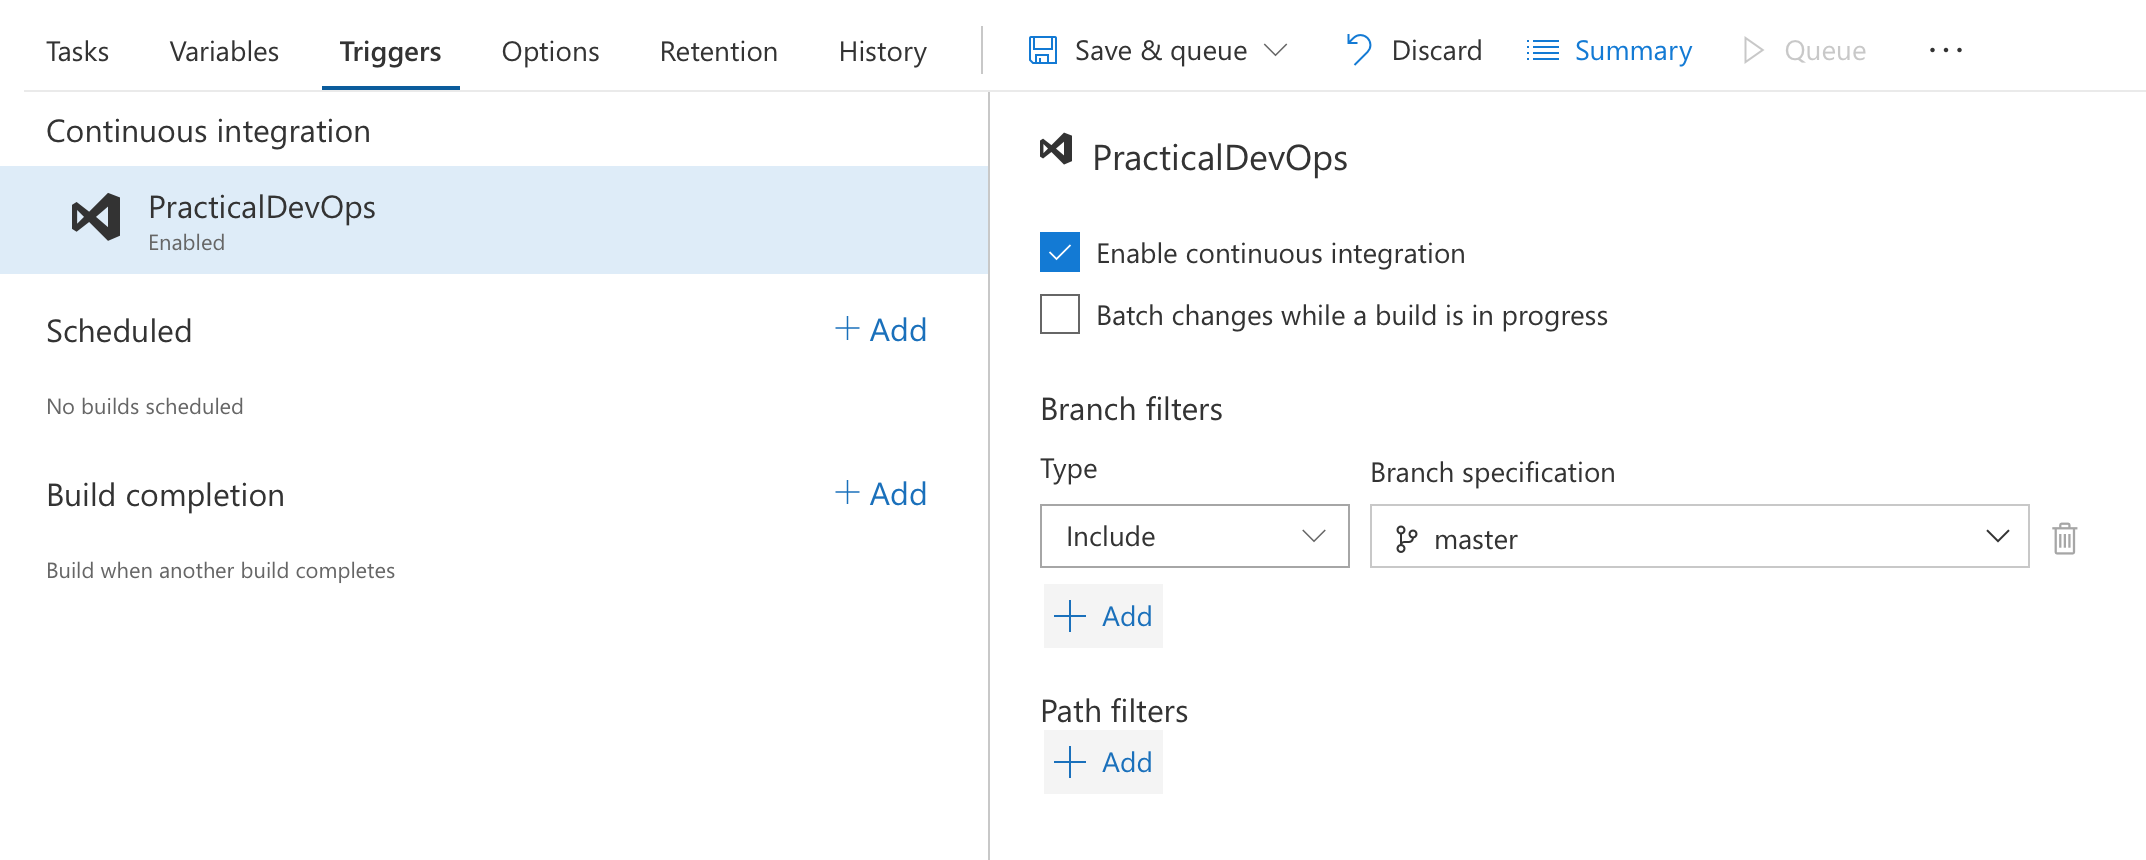 Tasks Variables Triggers Options Retention History Save & queue Discard Summary Queue ...
Continuous integration
PracticalDevOps
Enabled
Scheduled + Add
No builds scheduled
Build completion + Add
Build when another build completes
PracticalDevOps
Enable continuous integration
Batch changes while a build is in progress
Branch filters
Type Branch specification
Include master
+ Add
Path filters
+ Add